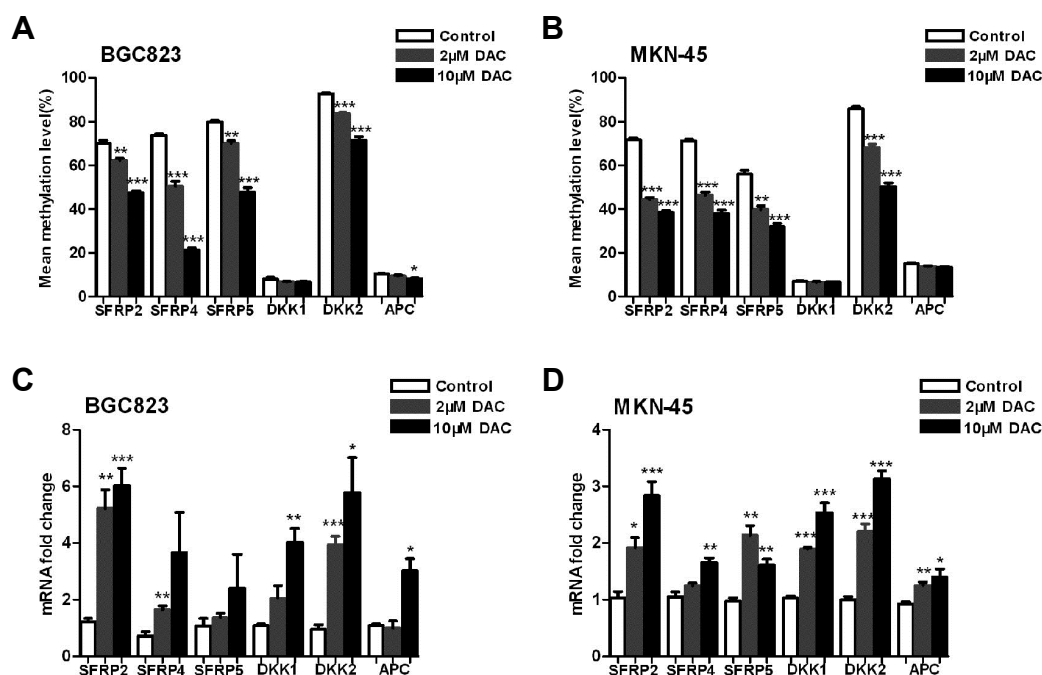 A
BGC823
Control
2µM DAC
10µM DAC
Mean methylation level(%)
100
80
60
40
20
0
** *** *** *** ** *** *** *** *
SFRP2 SFRP4 SFRP5 DKK1 DKK2 APC
B
MKN-45
Control
2µM DAC
10µM DAC
Mean methylation level(%)
100
80
60
40
20
0
*** *** *** *** ** *** *** ***
SFRP2 SFRP4 SFRP5 DKK1 DKK2 APC
C
BGC823
Control
2µM DAC
10µM DAC
mRNA fold change
8
6
4
2
0
** *** ** ** *** * *
SFRP2 SFRP4 SFRP5 DKK1 DKK2 APC
D
MKN-45
Control
2µM DAC
10µM DAC
mRNA fold change
4
3
2
1
0
* *** ** ** ** *** *** *** *** ** *
SFRP2 SFRP4 SFRP5 DKK1 DKK2 APC